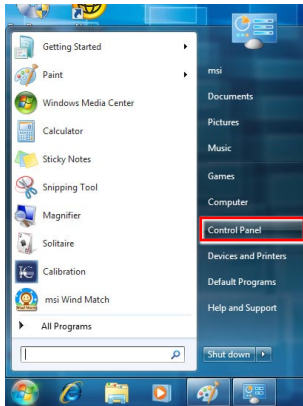 Getting Started
Paint
Windows Media Center
Calculator
Sticky Notes
Snipping Tool
Magnifier
Solitaire
Calibration
msi Wind Match
All Programs
msi
Documents
Pictures
Music
Games
Computer
Control Panel
Devices and Printers
Default Programs
Help and Support
Shut down